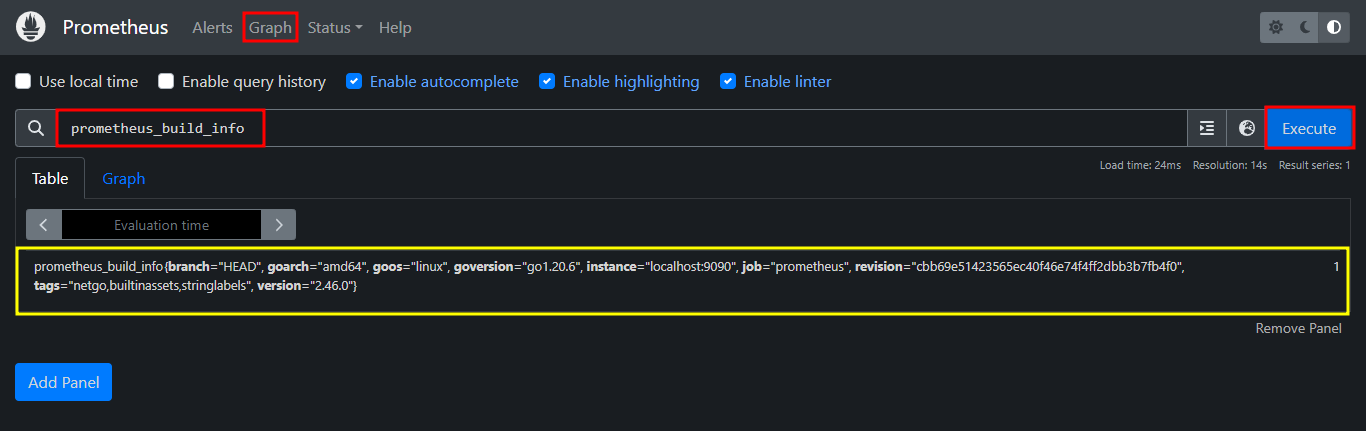 Prometheus Alerts Graph Status Help
Use local time Enable query history Enable autocomplete Enable highlighting Enable linter
prometheus_build_info Execute
Table Graph Load time: 24ms Resolution: 14s Result series: 1
Evaluation time
prometheus_build_info{branch="HEAD", goarch="amd64", goos="linux", goversion="go1.20.6", instance="localhost:9090", job="prometheus", revision="cbb69e51423565ec40f46e74f4ff2dbb3b7fb4f0", 1
tags="netgo,builtinassets,stringlabels", version="2.46.0"}
Remove Panel
Add Panel